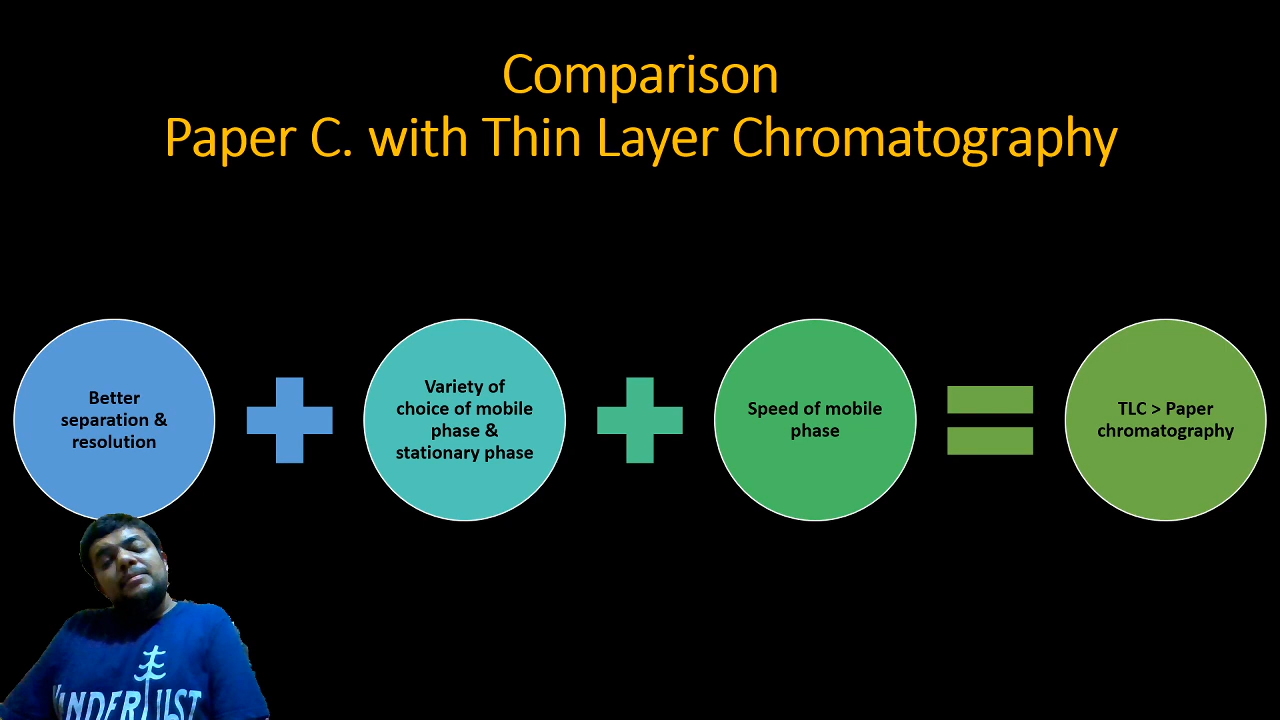 Comparison
Paper C. with Thin Layer Chromatography
Better
separation &
resolution
Variety of
choice of mobile
phase &
stationary phase
Speed of mobile
phase
TLC > Paper
chromatography
WANDERLUST